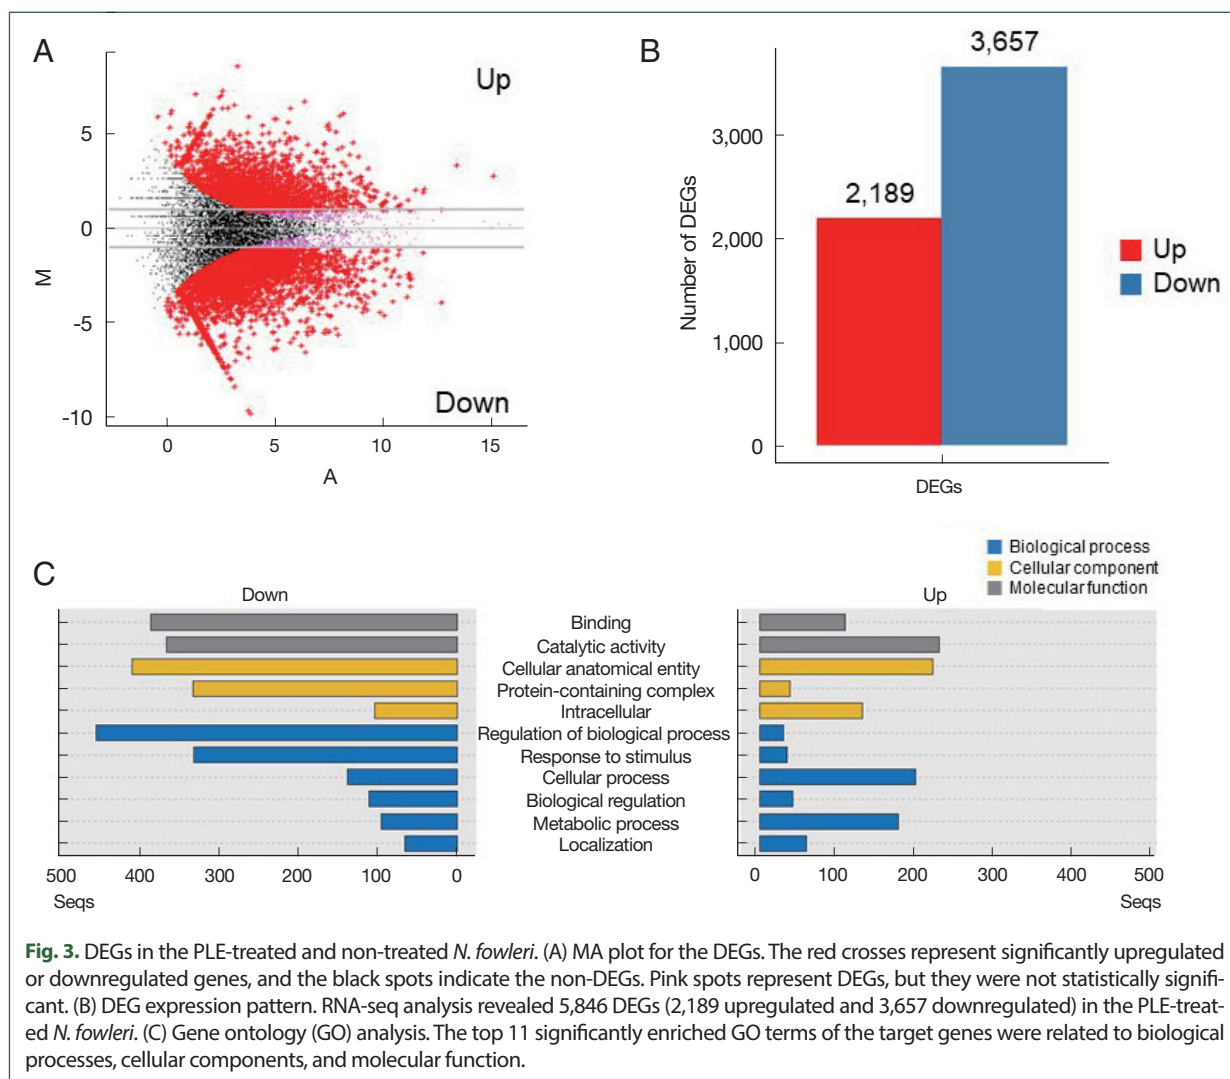 A
Up
5
0
-5
-10
M
Down
0 5 10 15
A
B
3,657
3,000
2,189
2,000
1,000
0
Number of DEGs
Up
Down
DEGs
C
Biological process
Cellular component
Molecular function
Down
Up
Binding
Catalytic activity
Cellular anatomical entity
Protein-containing complex
Intracellular
Regulation of biological process
Response to stimulus
Cellular process
Biological regulation
Metabolic process
Localization
500 400 300 200 100 0
Seqs
0 100 200 300 400 500
Seqs
Fig. 3. DEGs in the PLE-treated and non-treated N. fowleri. (A) MA plot for the DEGs. The red crosses represent significantly upregulated
or downregulated genes, and the black spots indicate the non-DEGs. Pink spots represent DEGs, but they were not statistically signifi-
cant. (B) DEG expression pattern. RNA-seq analysis revealed 5,846 DEGs (2,189 upregulated and 3,657 downregulated) in the PLE-treat-
ed N. fowleri. (C) Gene ontology (GO) analysis. The top 11 significantly enriched GO terms of the target genes were related to biological
processes, cellular components, and molecular function.